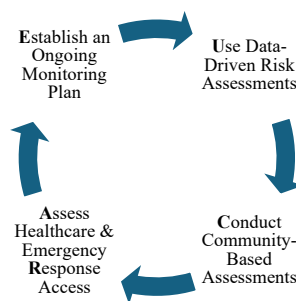 Establish an
Ongoing
Monitoring
Plan
Use Data-
Driven Risk
Assessments
Conduct
Community-
Based
Assessments
Assess
Healthcare &
Emergency
Response
Access